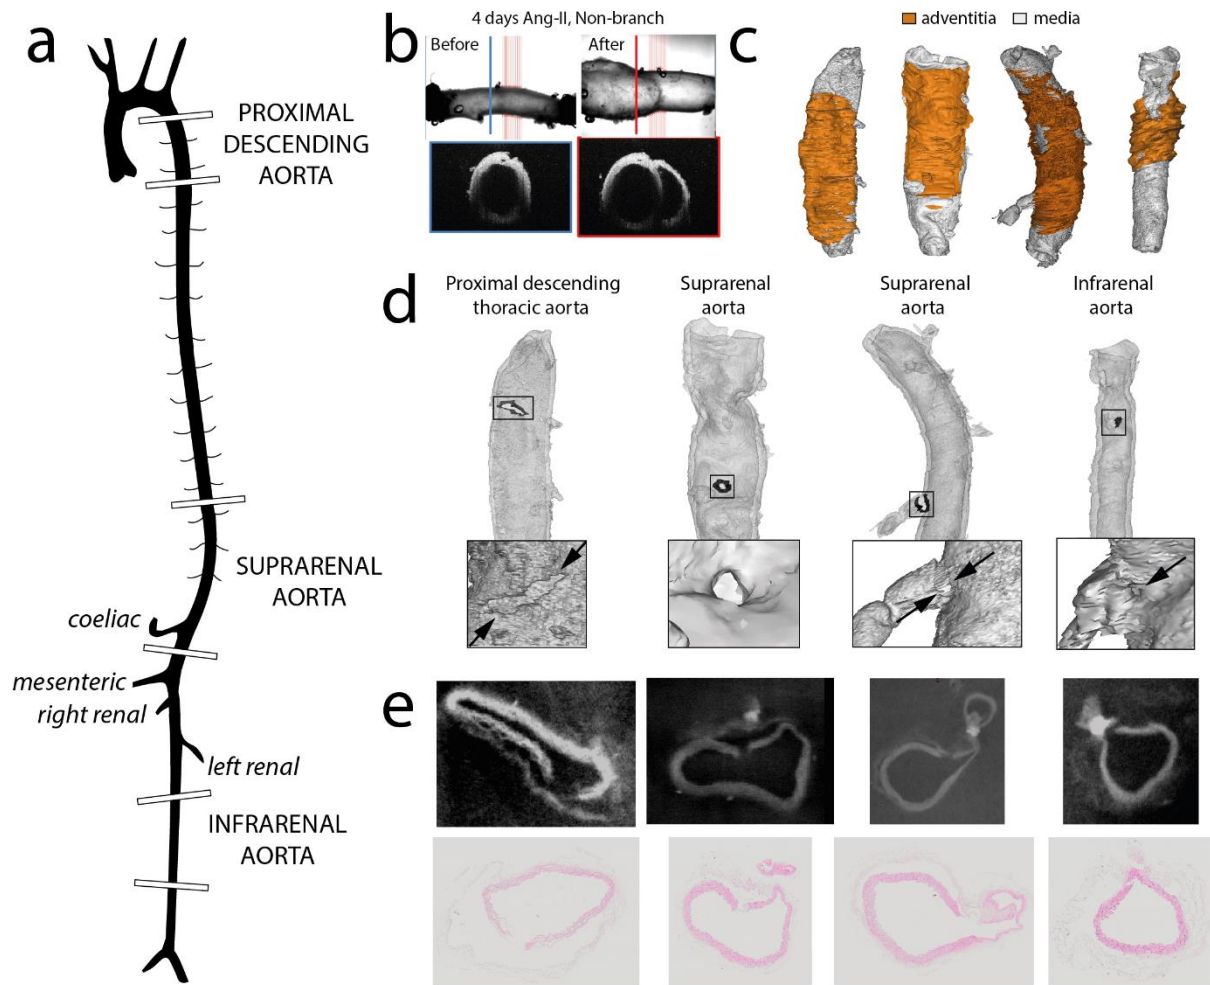 a
PROXIMAL
DESCENDING
AORTA
SUPRARENAL
AORTA
coeliac
mesenteric
right renal
left renal
INFRARENAL
AORTA
b
4 days Ang-II, Non-branch
Before
After
c
adventitia
media
d
Proximal descending
thoracic aorta
Suprarenal
aorta
Suprarenal
aorta
Infrarenal
aorta
e